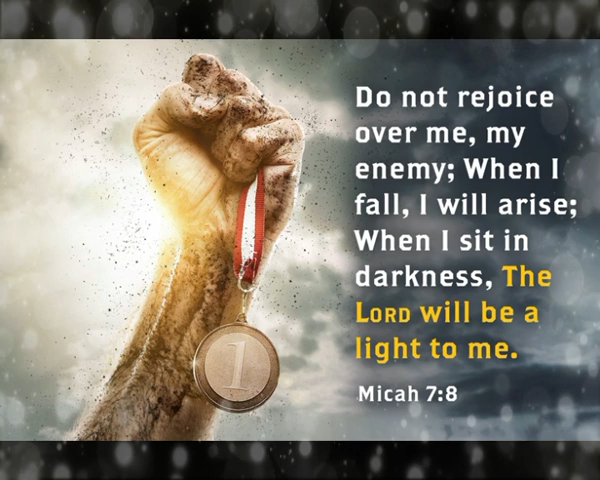 1
Do not rejoice
over me, my
enemy; When I
fall, I will arise;
When I sit in
darkness, The
LORD will be a
light to me.
Micah 7:8